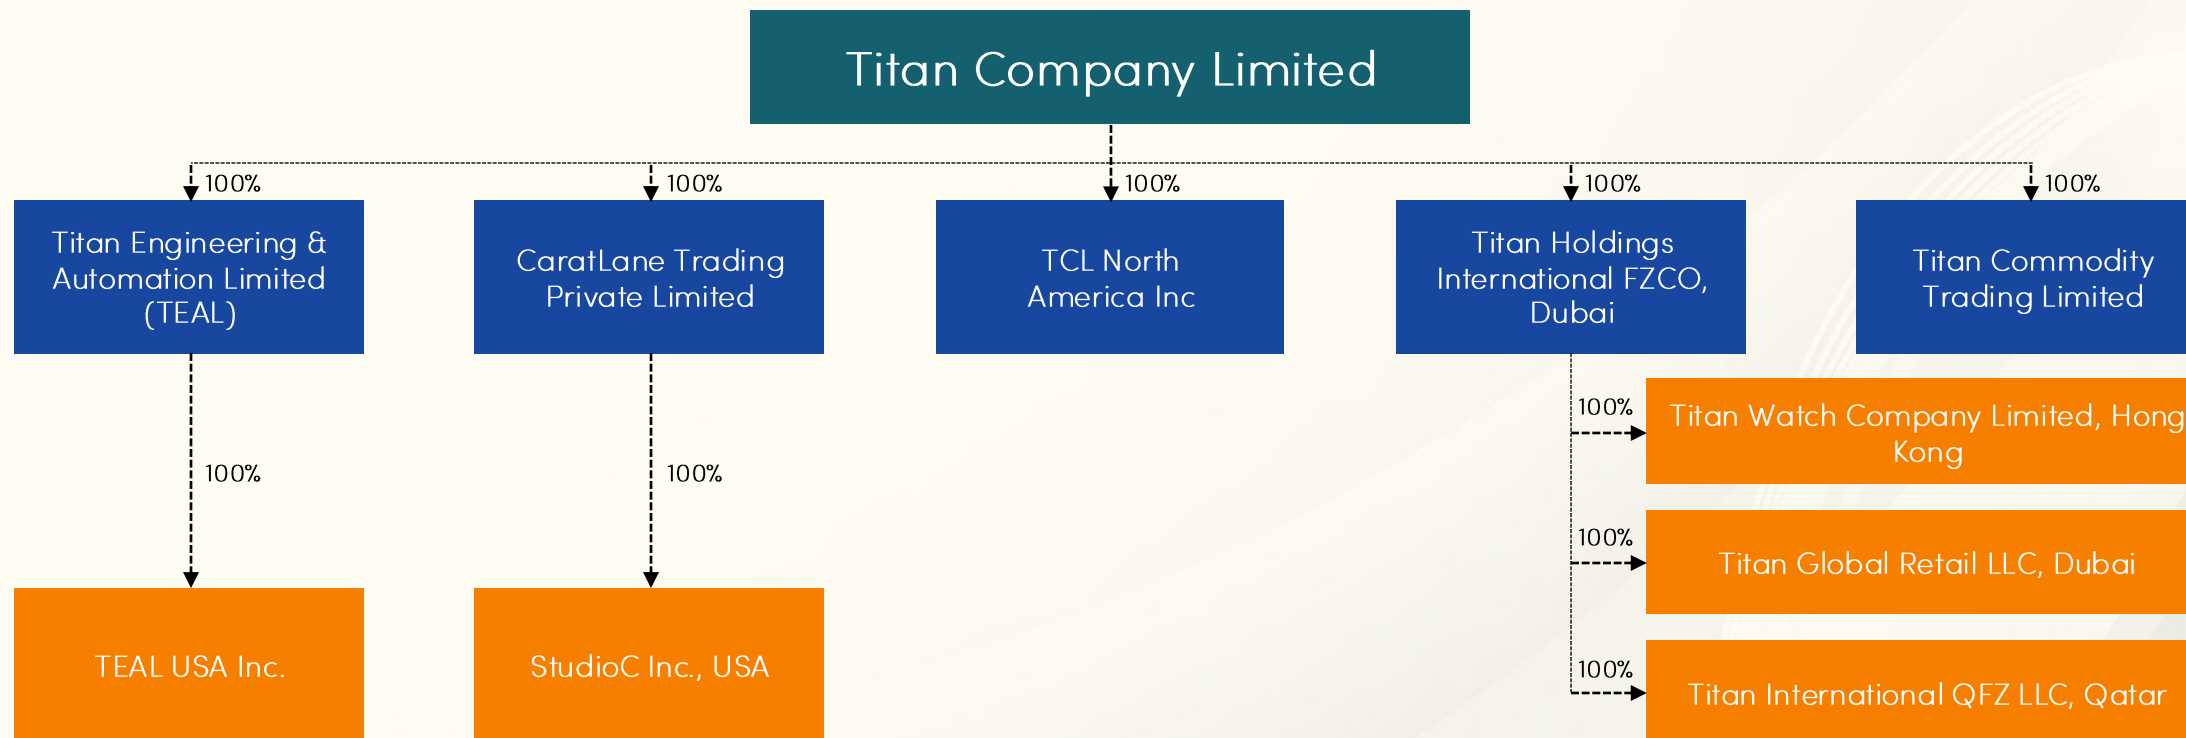 Titan Company Limited
100%
100%
100%
100%
100%
Titan Engineering &
Automation Limited
(TEAL)
CaratLane Trading
Private Limited
TCL North
America Inc
Titan Holdings
International FZCO,
Dubai
Titan Commodity
Trading Limited
100%
Titan Watch Company Limited, Hong
Kong
100%
100%
100%
Titan Global Retail LLC, Dubai
TEAL USA Inc.
StudioC Inc., USA
100%
Titan International QFZ LLC, Qatar